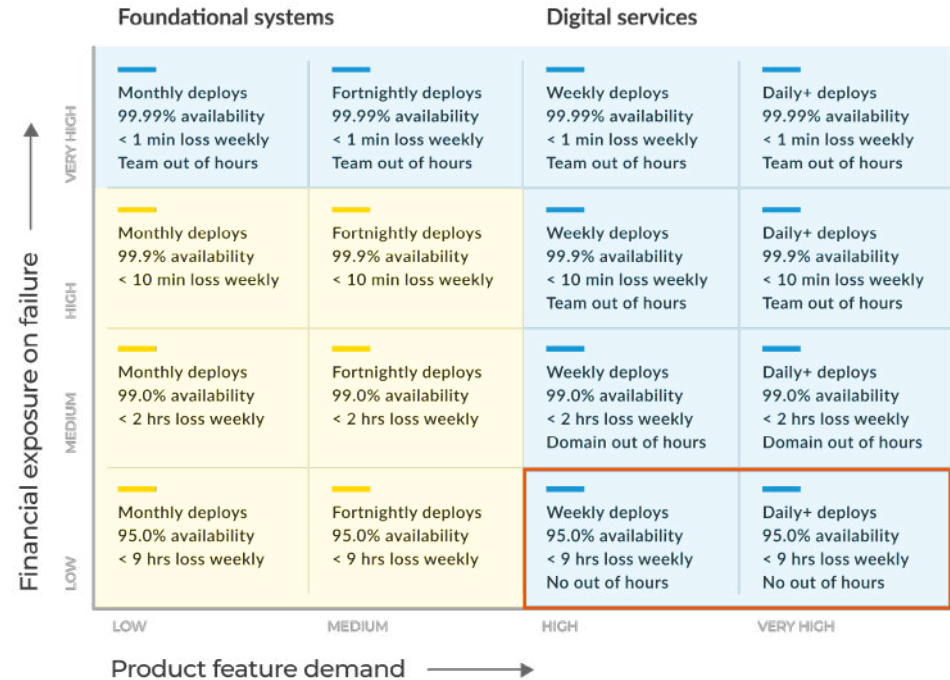 Foundational systems
Digital services
Financial exposure on failure
VERY HIGH
Monthly deploys
99.99% availability
< 1 min loss weekly
Team out of hours
Fortnightly deploys
99.99% availability
< 1 min loss weekly
Team out of hours
Weekly deploys
99.99% availability
< 1 min loss weekly
Team out of hours
Daily+ deploys
99.99% availability
< 1 min loss weekly
Team out of hours
HIGH
Monthly deploys
99.9% availability
< 10 min loss weekly
Fortnightly deploys
99.9% availability
< 10 min loss weekly
Weekly deploys
99.9% availability
< 10 min loss weekly
Team out of hours
Daily+ deploys
99.9% availability
< 10 min loss weekly
Team out of hours
MEDIUM
Monthly deploys
99.0% availability
< 2 hrs loss weekly
Fortnightly deploys
99.0% availability
< 2 hrs loss weekly
Weekly deploys
99.0% availability
< 2 hrs loss weekly
Domain out of hours
Daily+ deploys
99.0% availability
< 2 hrs loss weekly
Domain out of hours
LOW
Monthly deploys
95.0% availability
< 9 hrs loss weekly
Fortnightly deploys
95.0% availability
< 9 hrs loss weekly
Weekly deploys
95.0% availability
< 9 hrs loss weekly
No out of hours
Daily+ deploys
95.0% availability
< 9 hrs loss weekly
No out of hours
LOW
MEDIUM
HIGH
VERY HIGH
Product feature demand